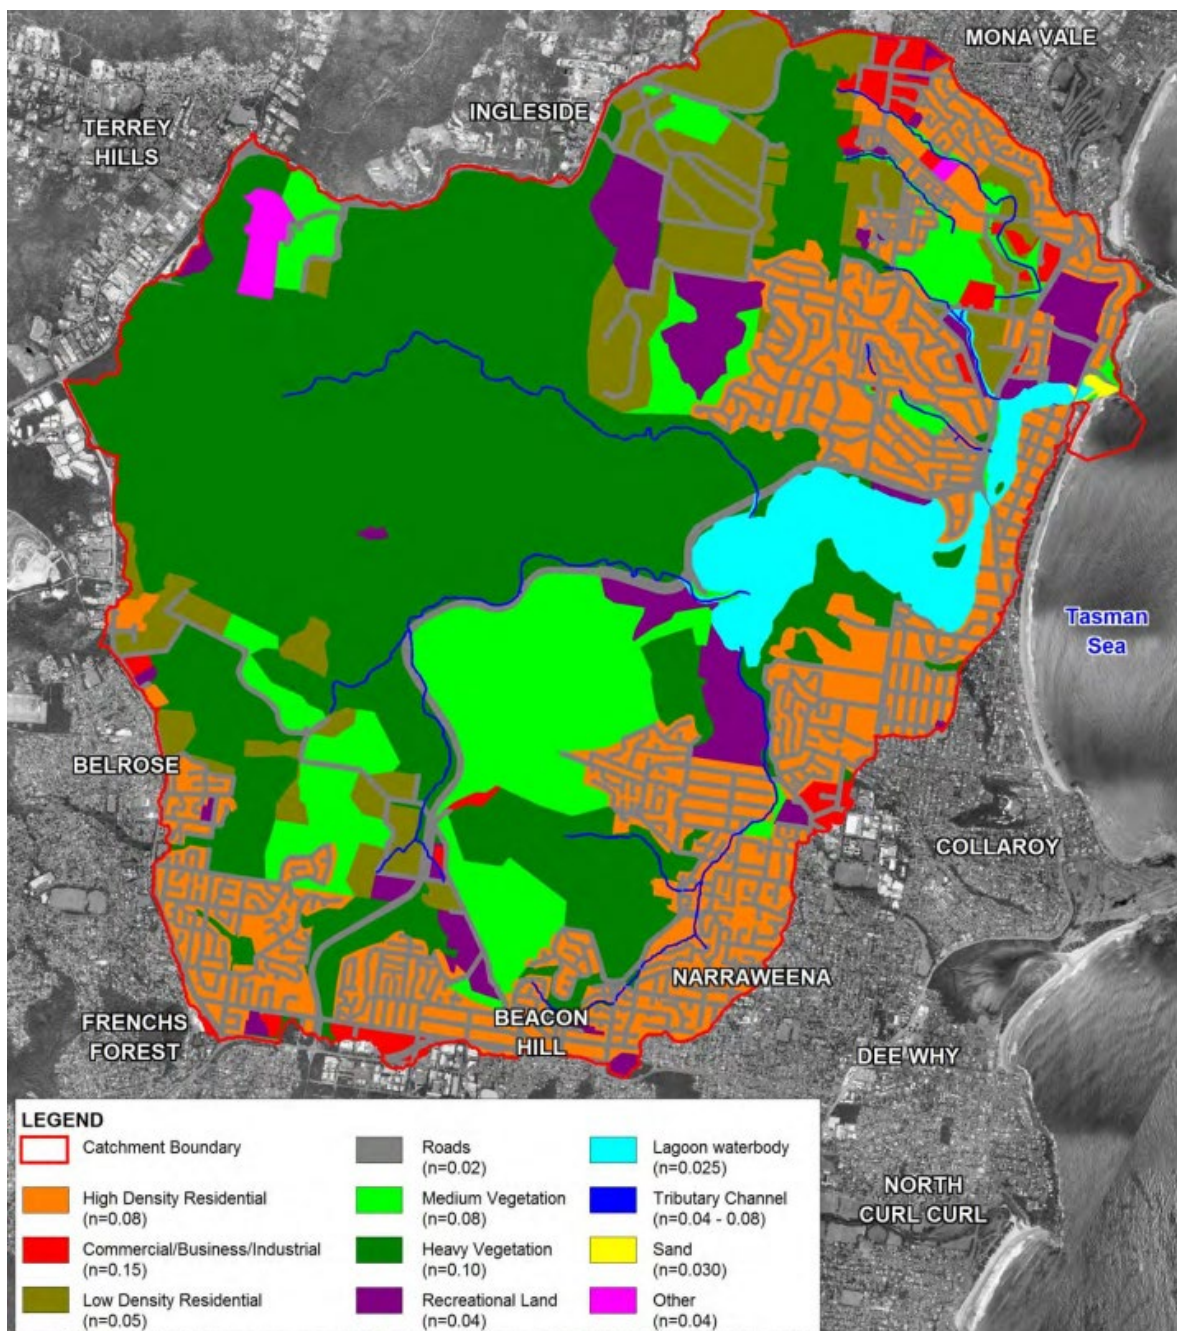 MONA VALE
INGLESIDE
TERREY
HILLS
Tasman
Sea
BELROSE
COLLAROY
NARRAWEENA
BEACON
HILL
FRENCHS
FOREST
DEE WHY
NORTH
CURL CURL
LEGEND
Catchment Boundary
High Density Residential
(n=0.08)
Commercial/Business/Industrial
(n=0.15)
Low Density Residential
(n=0.05)
Roads
(n=0.02)
Medium Vegetation
(n=0.08)
Heavy Vegetation
(n=0.10)
Recreational Land
(n=0.04)
Lagoon waterbody
(n=0.025)
Tributary Channel
(n=0.04 - 0.08)
Sand
(n=0.030)
Other
(n=0.04)